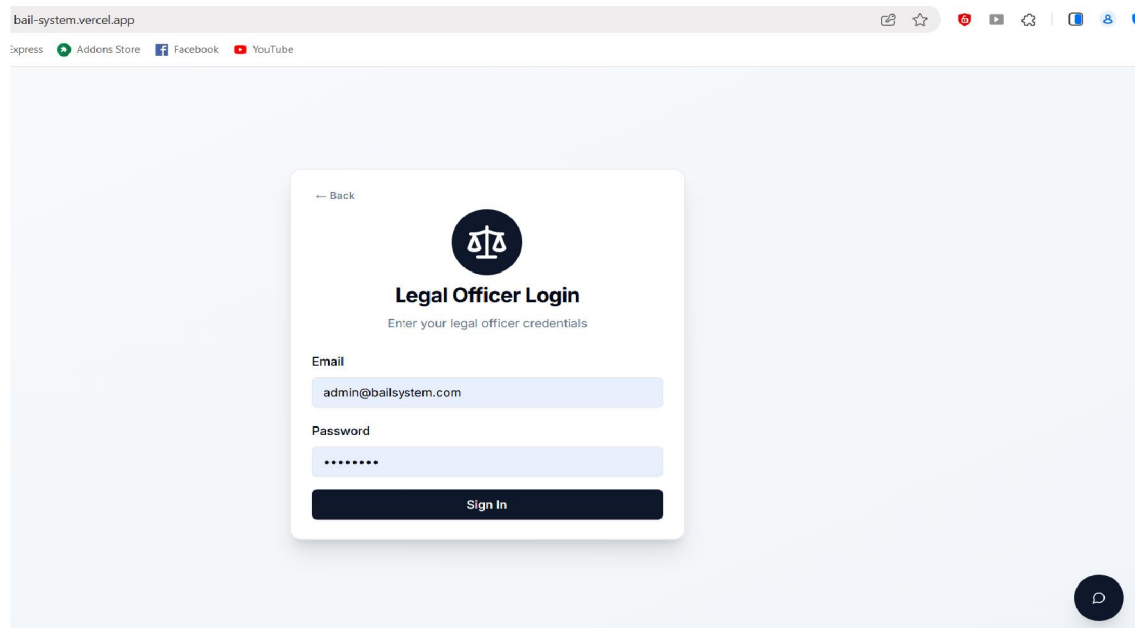 bail-system.vercel.app
Express Addons Store Facebook YouTube
← Back
Legal Officer Login
Enter your legal officer credentials
Email
admin@bailsystem.com
Password
••••••••
Sign In